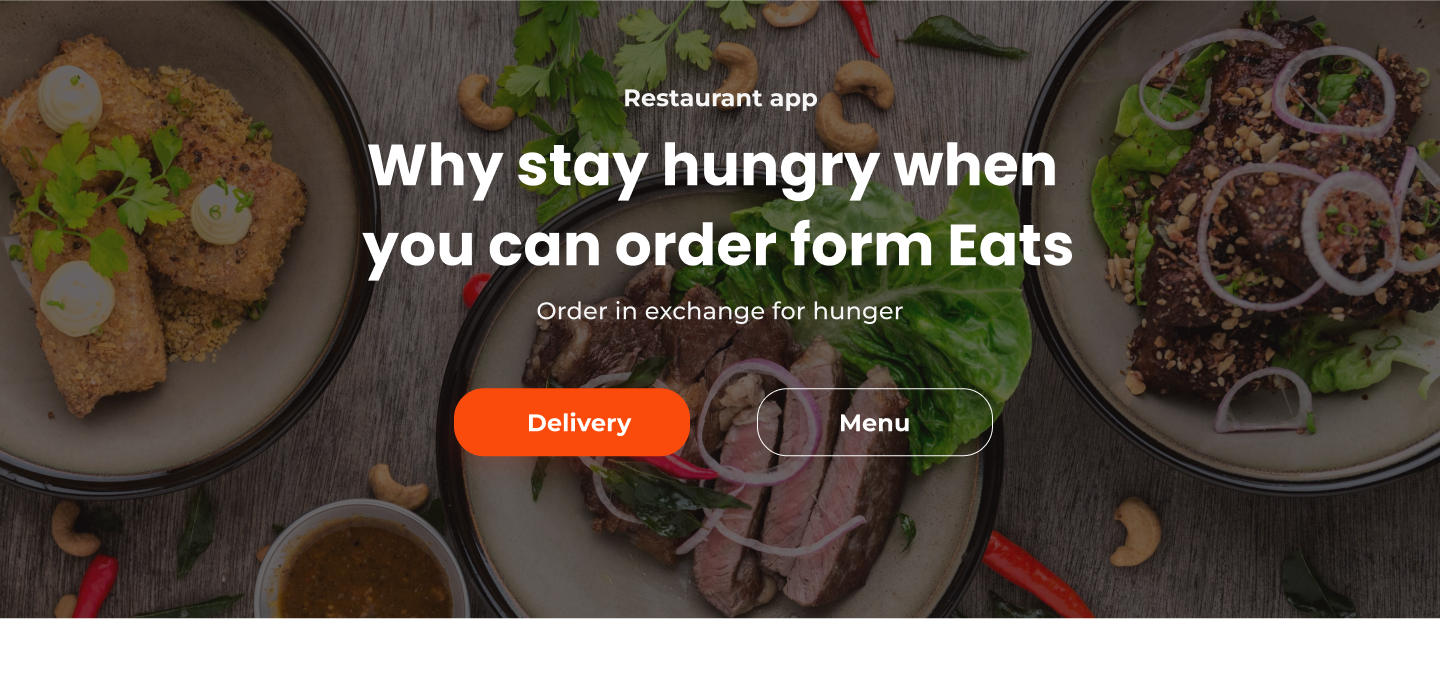 Restaurant app
Why stay hungry when
you can order form Eats
Order in exchange for hunger
Delivery
Menu